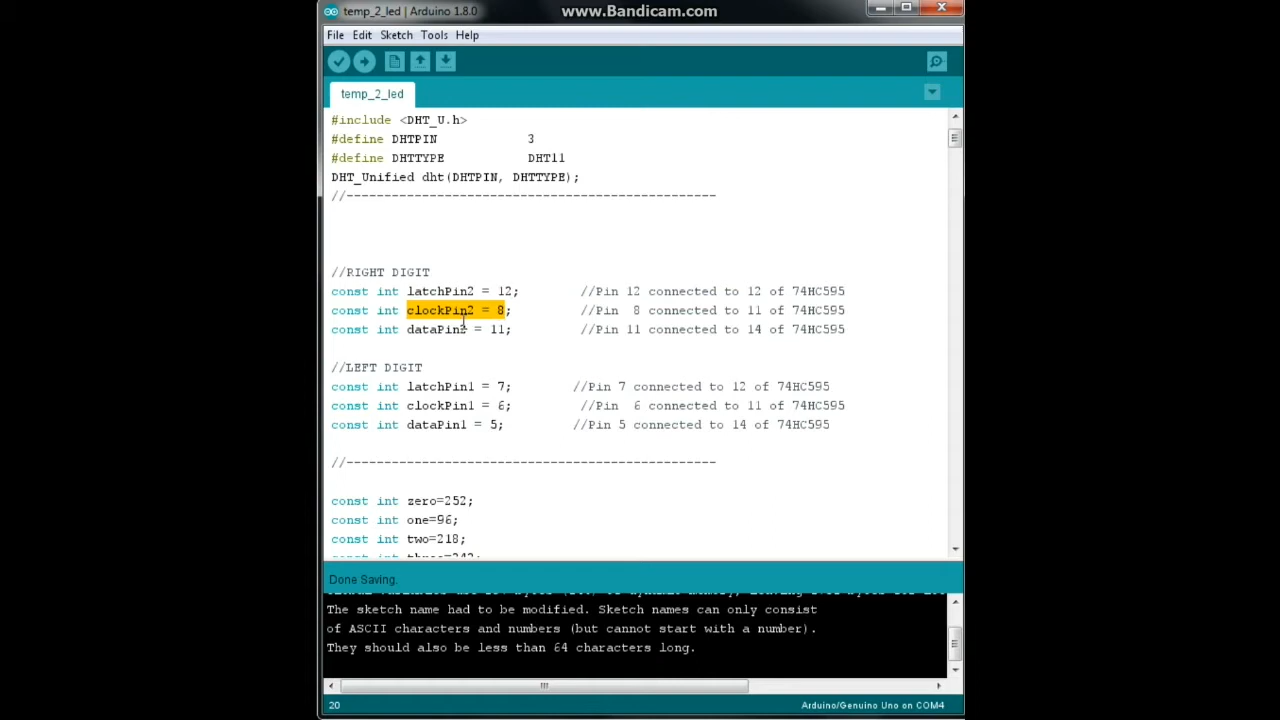 temp_2_led | Arduino 1.8.0
www.Bandicam.com
File Edit Sketch Tools Help
temp_2_led
#include <DHT_U.h>
#define DHTPIN 3
#define DHTTYPE DHT11
DHT_Unified dht(DHTPIN, DHTTYPE);
//-------------------------------------------------
//RIGHT DIGIT
const int latchPin2 = 12; //Pin 12 connected to 12 of 74HC595
const int clockPin2 = 8; //Pin 8 connected to 11 of 74HC595
const int dataPin2 = 11; //Pin 11 connected to 14 of 74HC595
//LEFT DIGIT
const int latchPin1 = 7; //Pin 7 connected to 12 of 74HC595
const int clockPin1 = 6; //Pin 6 connected to 11 of 74HC595
const int dataPin1 = 5; //Pin 5 connected to 14 of 74HC595
//-------------------------------------------------
const int zero=252;
const int one=96;
const int two=218;
const int
Done Saving.
The sketch name had to be modified. Sketch names can only consist
of ASCII characters and numbers (but cannot start with a number).
They should also be less than 64 characters long.
20
Arduino/Genuino Uno on COM4